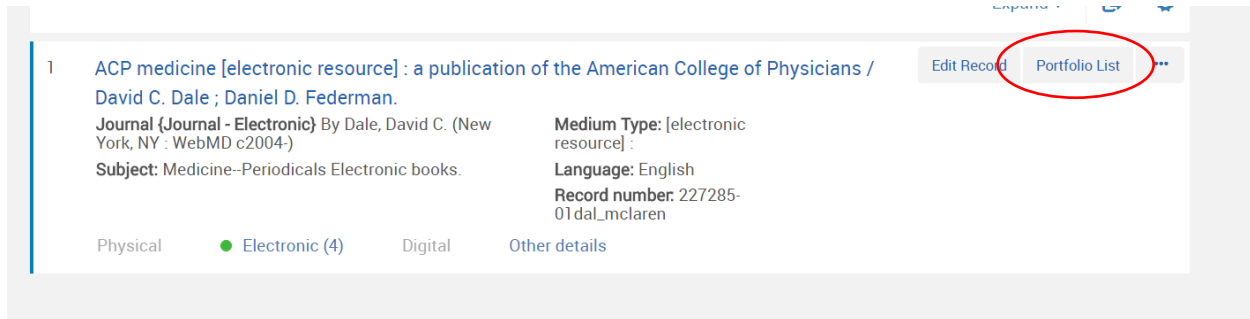 1
ACP medicine [electronic resource] : a publication of the American College of Physicians /
David C. Dale ; Daniel D. Federman.
Edit Record
Portfolio List
•••
Journal {Journal - Electronic} By Dale, David C. (New
York, NY : WebMD c2004-)
Subject: Medicine--Periodicals Electronic books.
Medium Type: [electronic
resource] :
Language: English
Record number: 227285-
01dal_mclaren
Physical
Electronic (4)
Digital
Other details